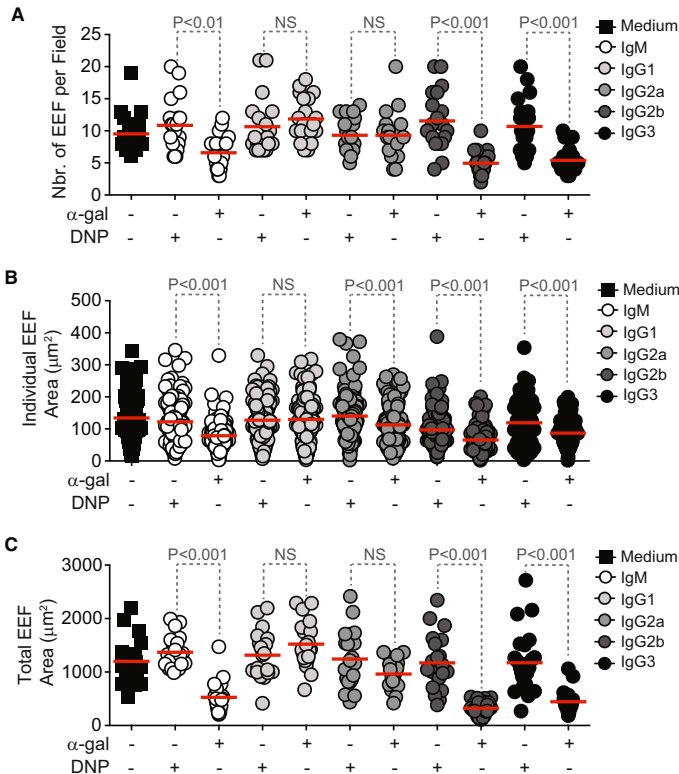 A
P<0.01 NS NS P<0.001 P<0.001
Nbr. of EEF per Field
25
20
15
10
5
0
Medium
IgM
IgG1
IgG2a
IgG2b
IgG3
α-gal - - + - + - + - + - +
DNP - + - + - + - + - + -
B
P<0.001 NS P<0.001 P<0.001 P<0.001
Individual EEF
Area (μm²)
500
400
300
200
100
0
Medium
IgM
IgG1
IgG2a
IgG2b
IgG3
α-gal - - + - + - + - + - +
DNP - + - + - + - + - + -
C
P<0.001 NS NS P<0.001 P<0.001
Total EEF
Area (μm²)
3000
2000
1000
0
Medium
IgM
IgG1
IgG2a
IgG2b
IgG3
α-gal - - + - + - + - + - +
DNP - + - + - + - + - + -